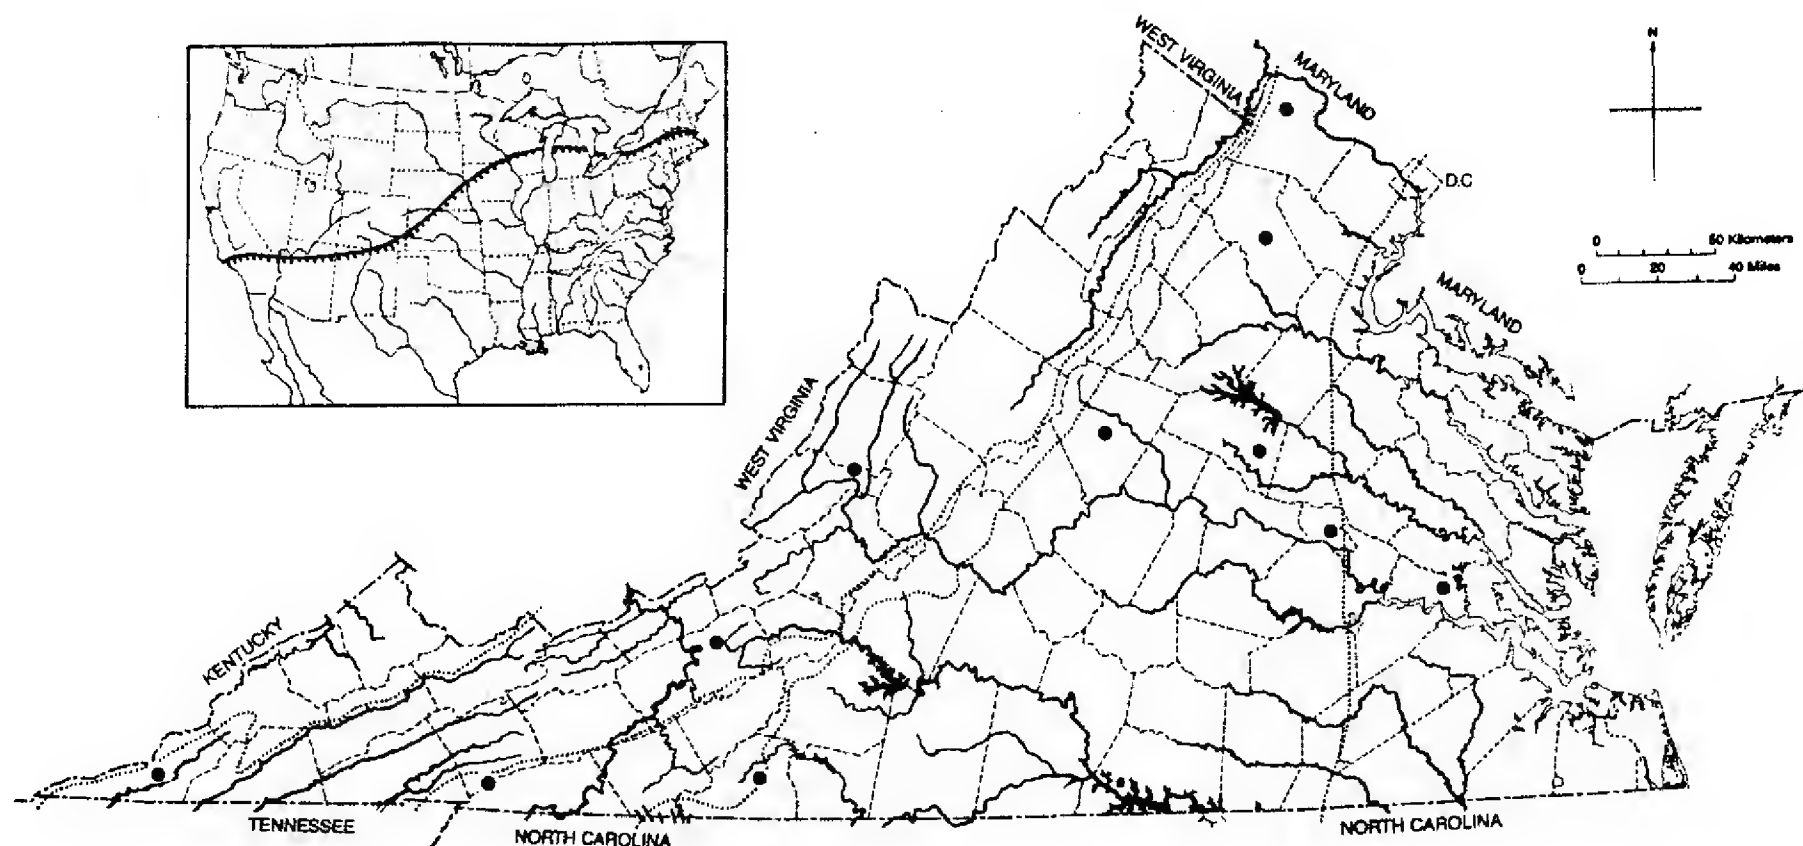 WEST VIRGINIA
MARYLAND
N
D.C
0 50 Kilometers
0 20 40 Miles
MARYLAND
WEST VIRGINIA
KENTUCKY
TENNESSEE
NORTH CAROLINA
NORTH CAROLINA